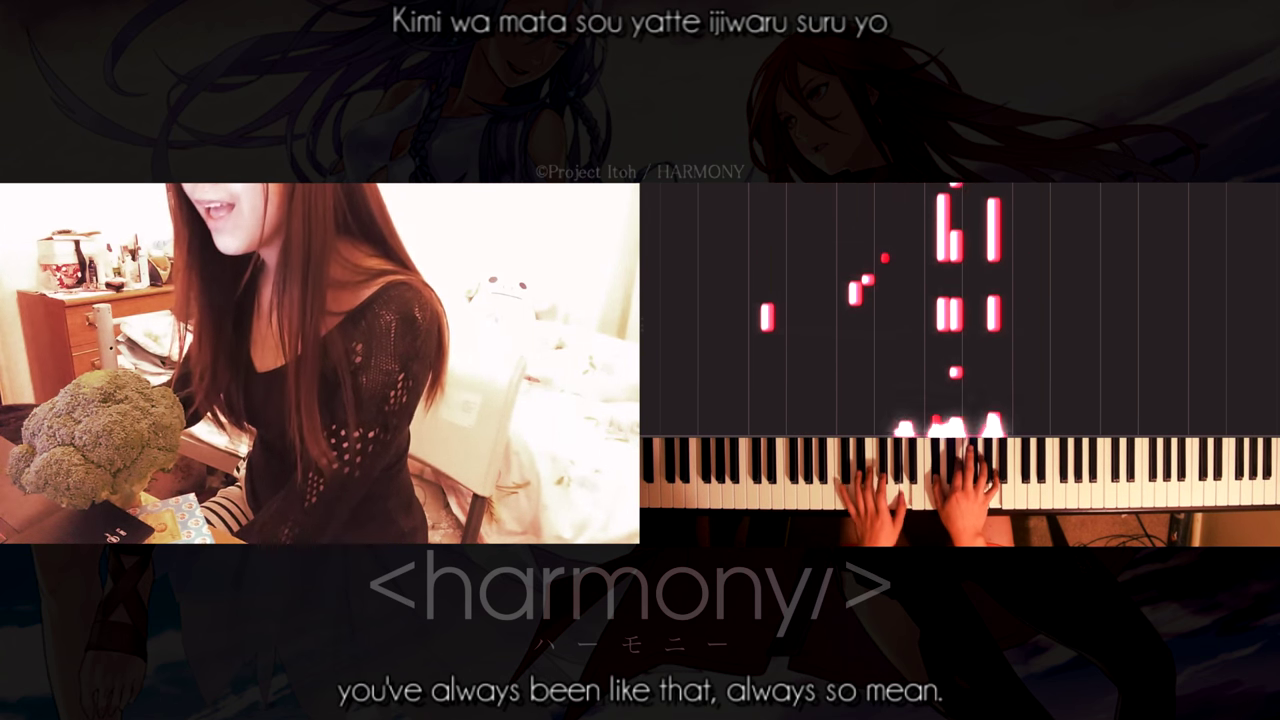 Kimi wa mata sou yatte ijiwaru suru yo
©Project Itoh / HARMONY
<harmony/>
ハーモニー
you've always been like that, always so mean.